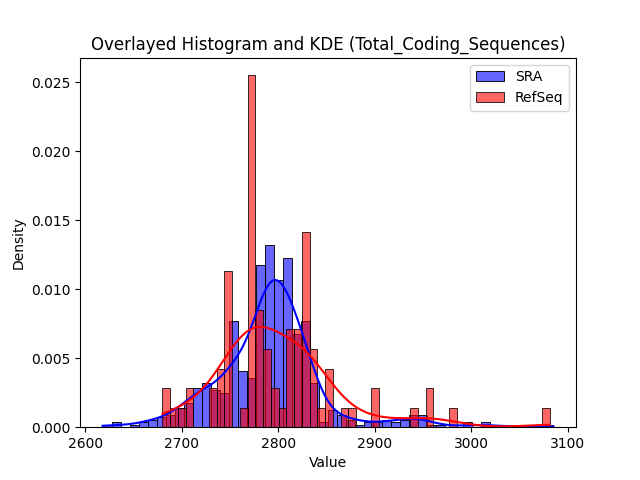 Overlayed Histogram and KDE (Total_Coding_Sequences)
SRA
RefSeq
0.025
0.020
0.015
0.010
0.005
0.000
Density
2600 2700 2800 2900 3000 3100
Value